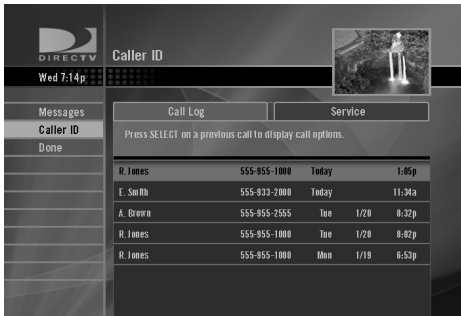 DIRECTV
Caller ID
Wed 7:14p
Messages
Caller ID
Done
Call Log
Service
Press SELECT on a previous call to display call options.
R. Jones 555-955-1000 Today 1:05p
E. Smith 555-933-2000 Today 11:34a
A. Brown 555-955-2555 Tue 1/20 8:32p
R. Jones 555-955-1000 Tue 1/20 8:02p
R. Jones 555-955-1000 Mon 1/19 6:53p